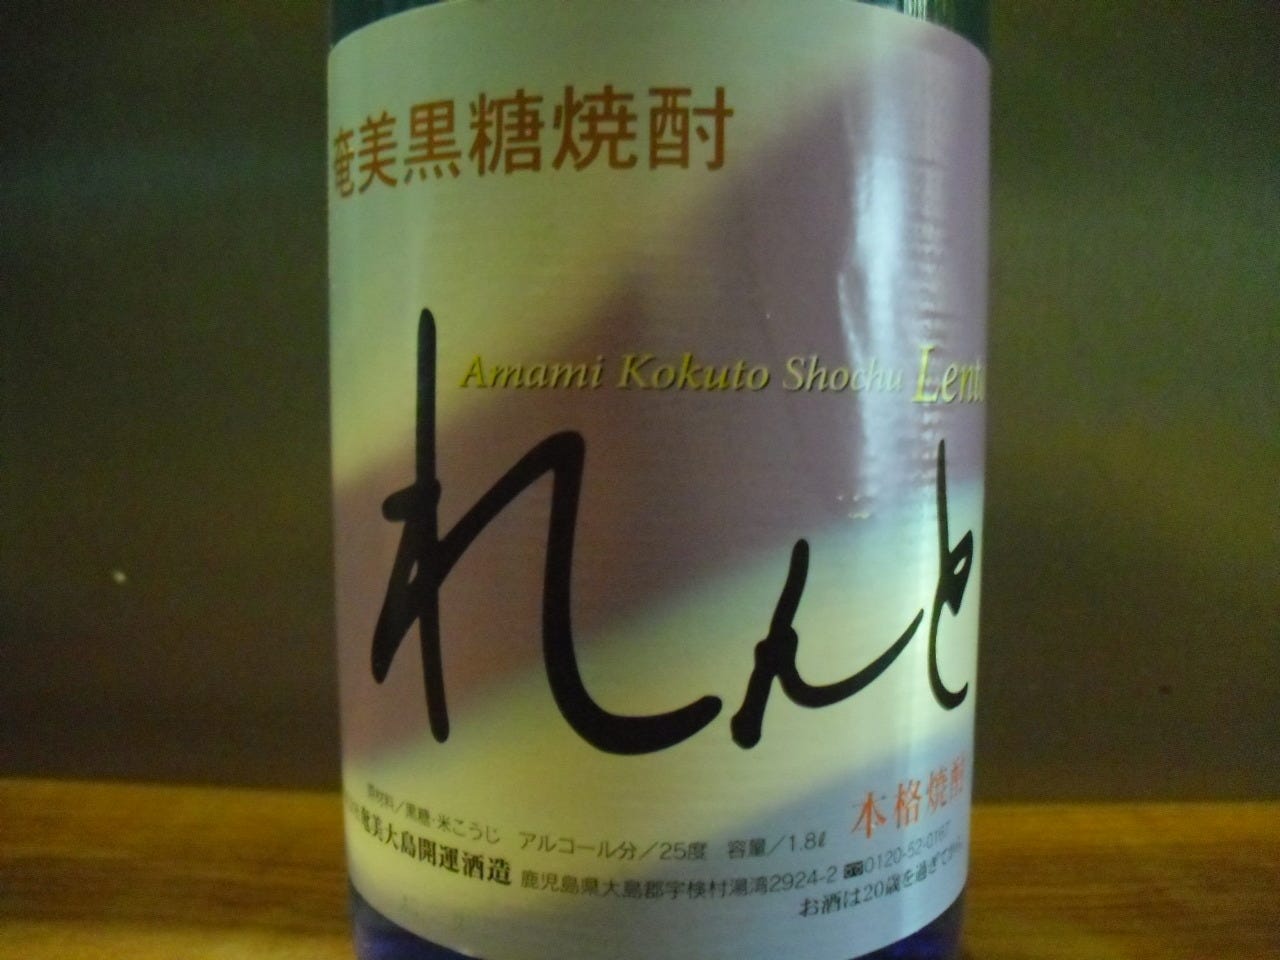 奄美黒糖焼酎
Amami Kokuto Shochu Lent
れんと
本格焼酎
原材料/黒糖・米こうじ アルコール分/25度 容量/1.8ℓ
奄美大島開運酒造 鹿児島県大島郡宇検村湯湾2924-2 0120-52-0167
お酒は20歳を過ぎてから